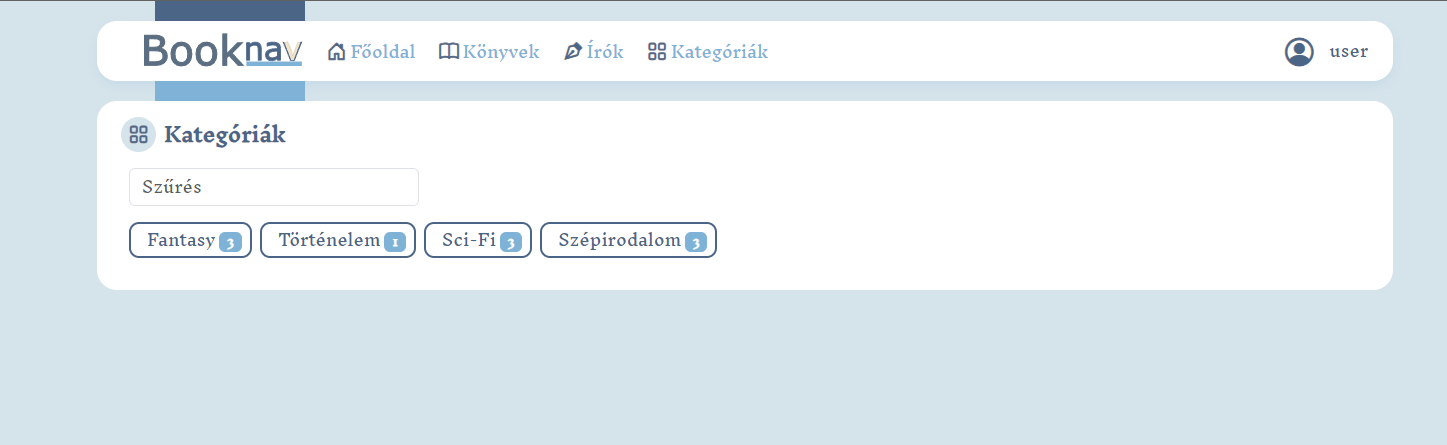 Booknav Főoldal Könyvek Írók Kategóriák user
Kategóriák
Szűrés
Fantasy 3 Történelem 1 Sci-Fi 3 Szépirodalom 3